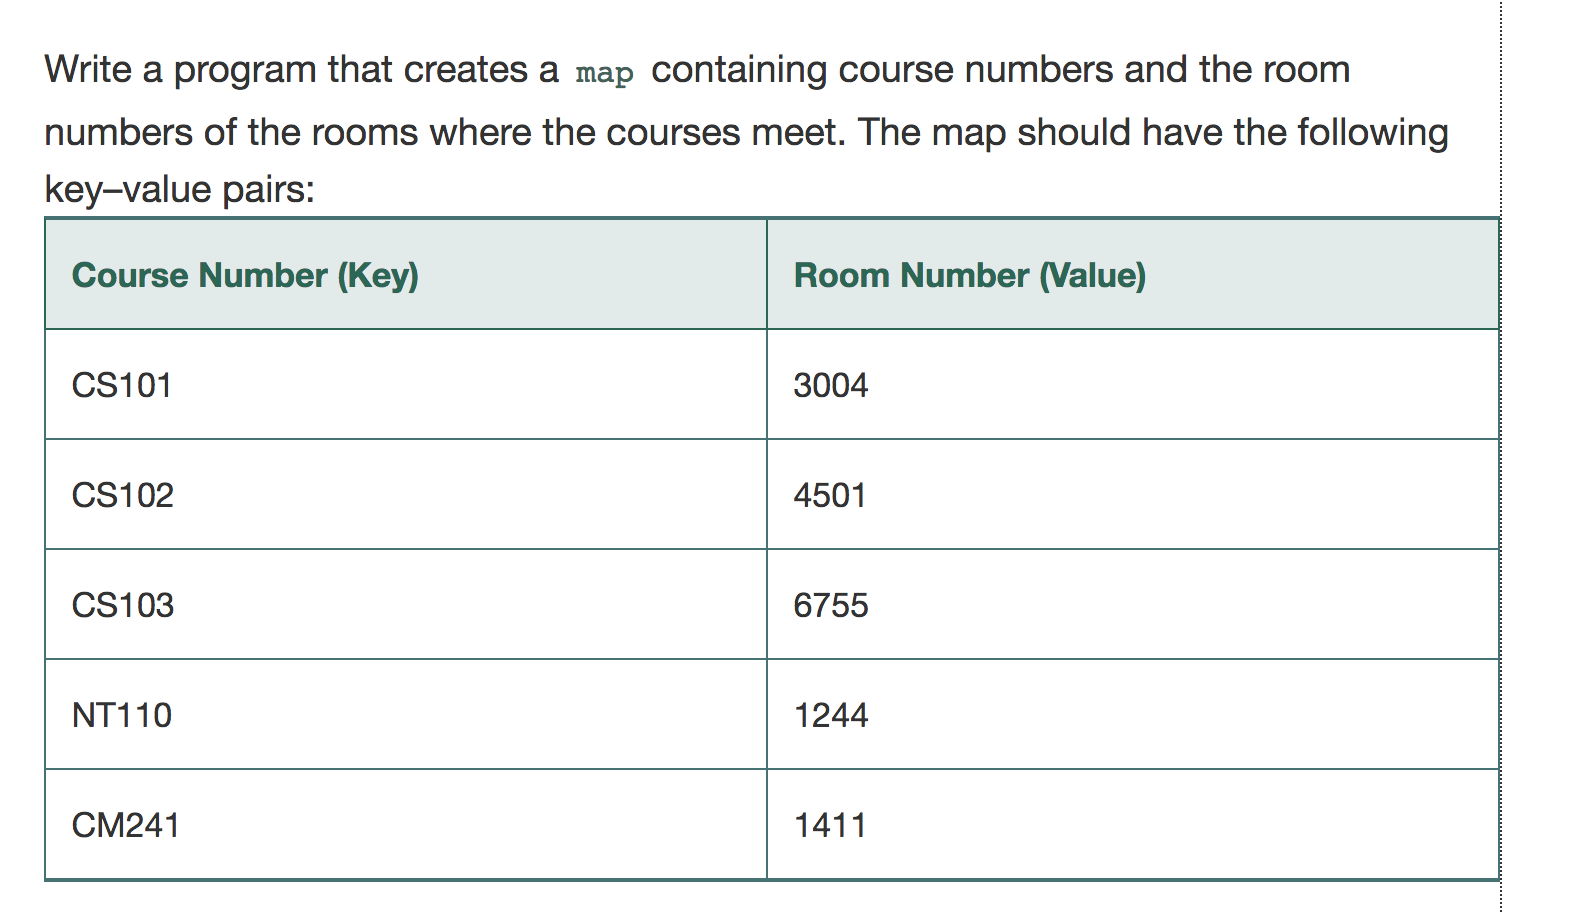 Write a program that creates a map containing course numbers and the room
numbers of the rooms where the courses meet. The map should have the following
key–value pairs:
Course Number (Key) Room Number (Value)
CS101 3004
CS102 4501
CS103 6755
NT110 1244
CM241 1411